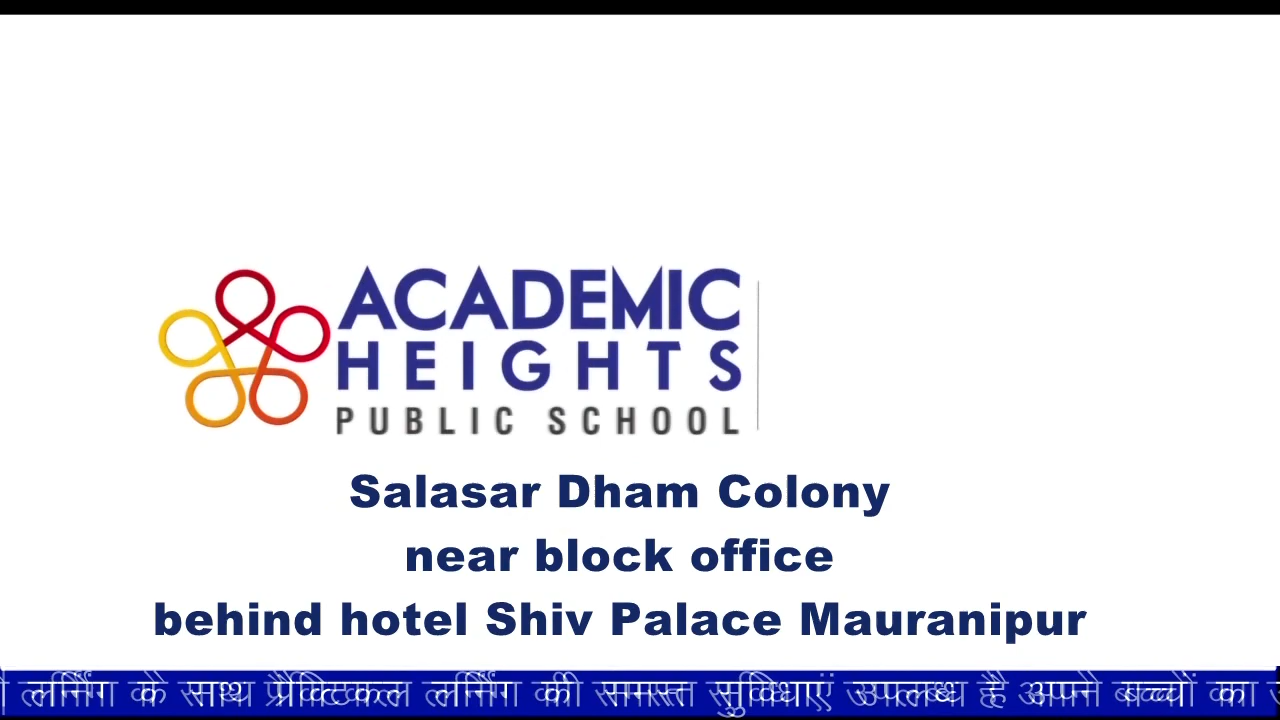 ACADEMIC
HEIGHTS
PUBLIC SCHOOL
Salasar Dham Colony
near block office
behind hotel Shiv Palace Mauranipur
लर्निंग के साथ प्रैक्टिकल लर्निंग की समस्त सुविधाएं उपलब्ध है अपने बच्चों का